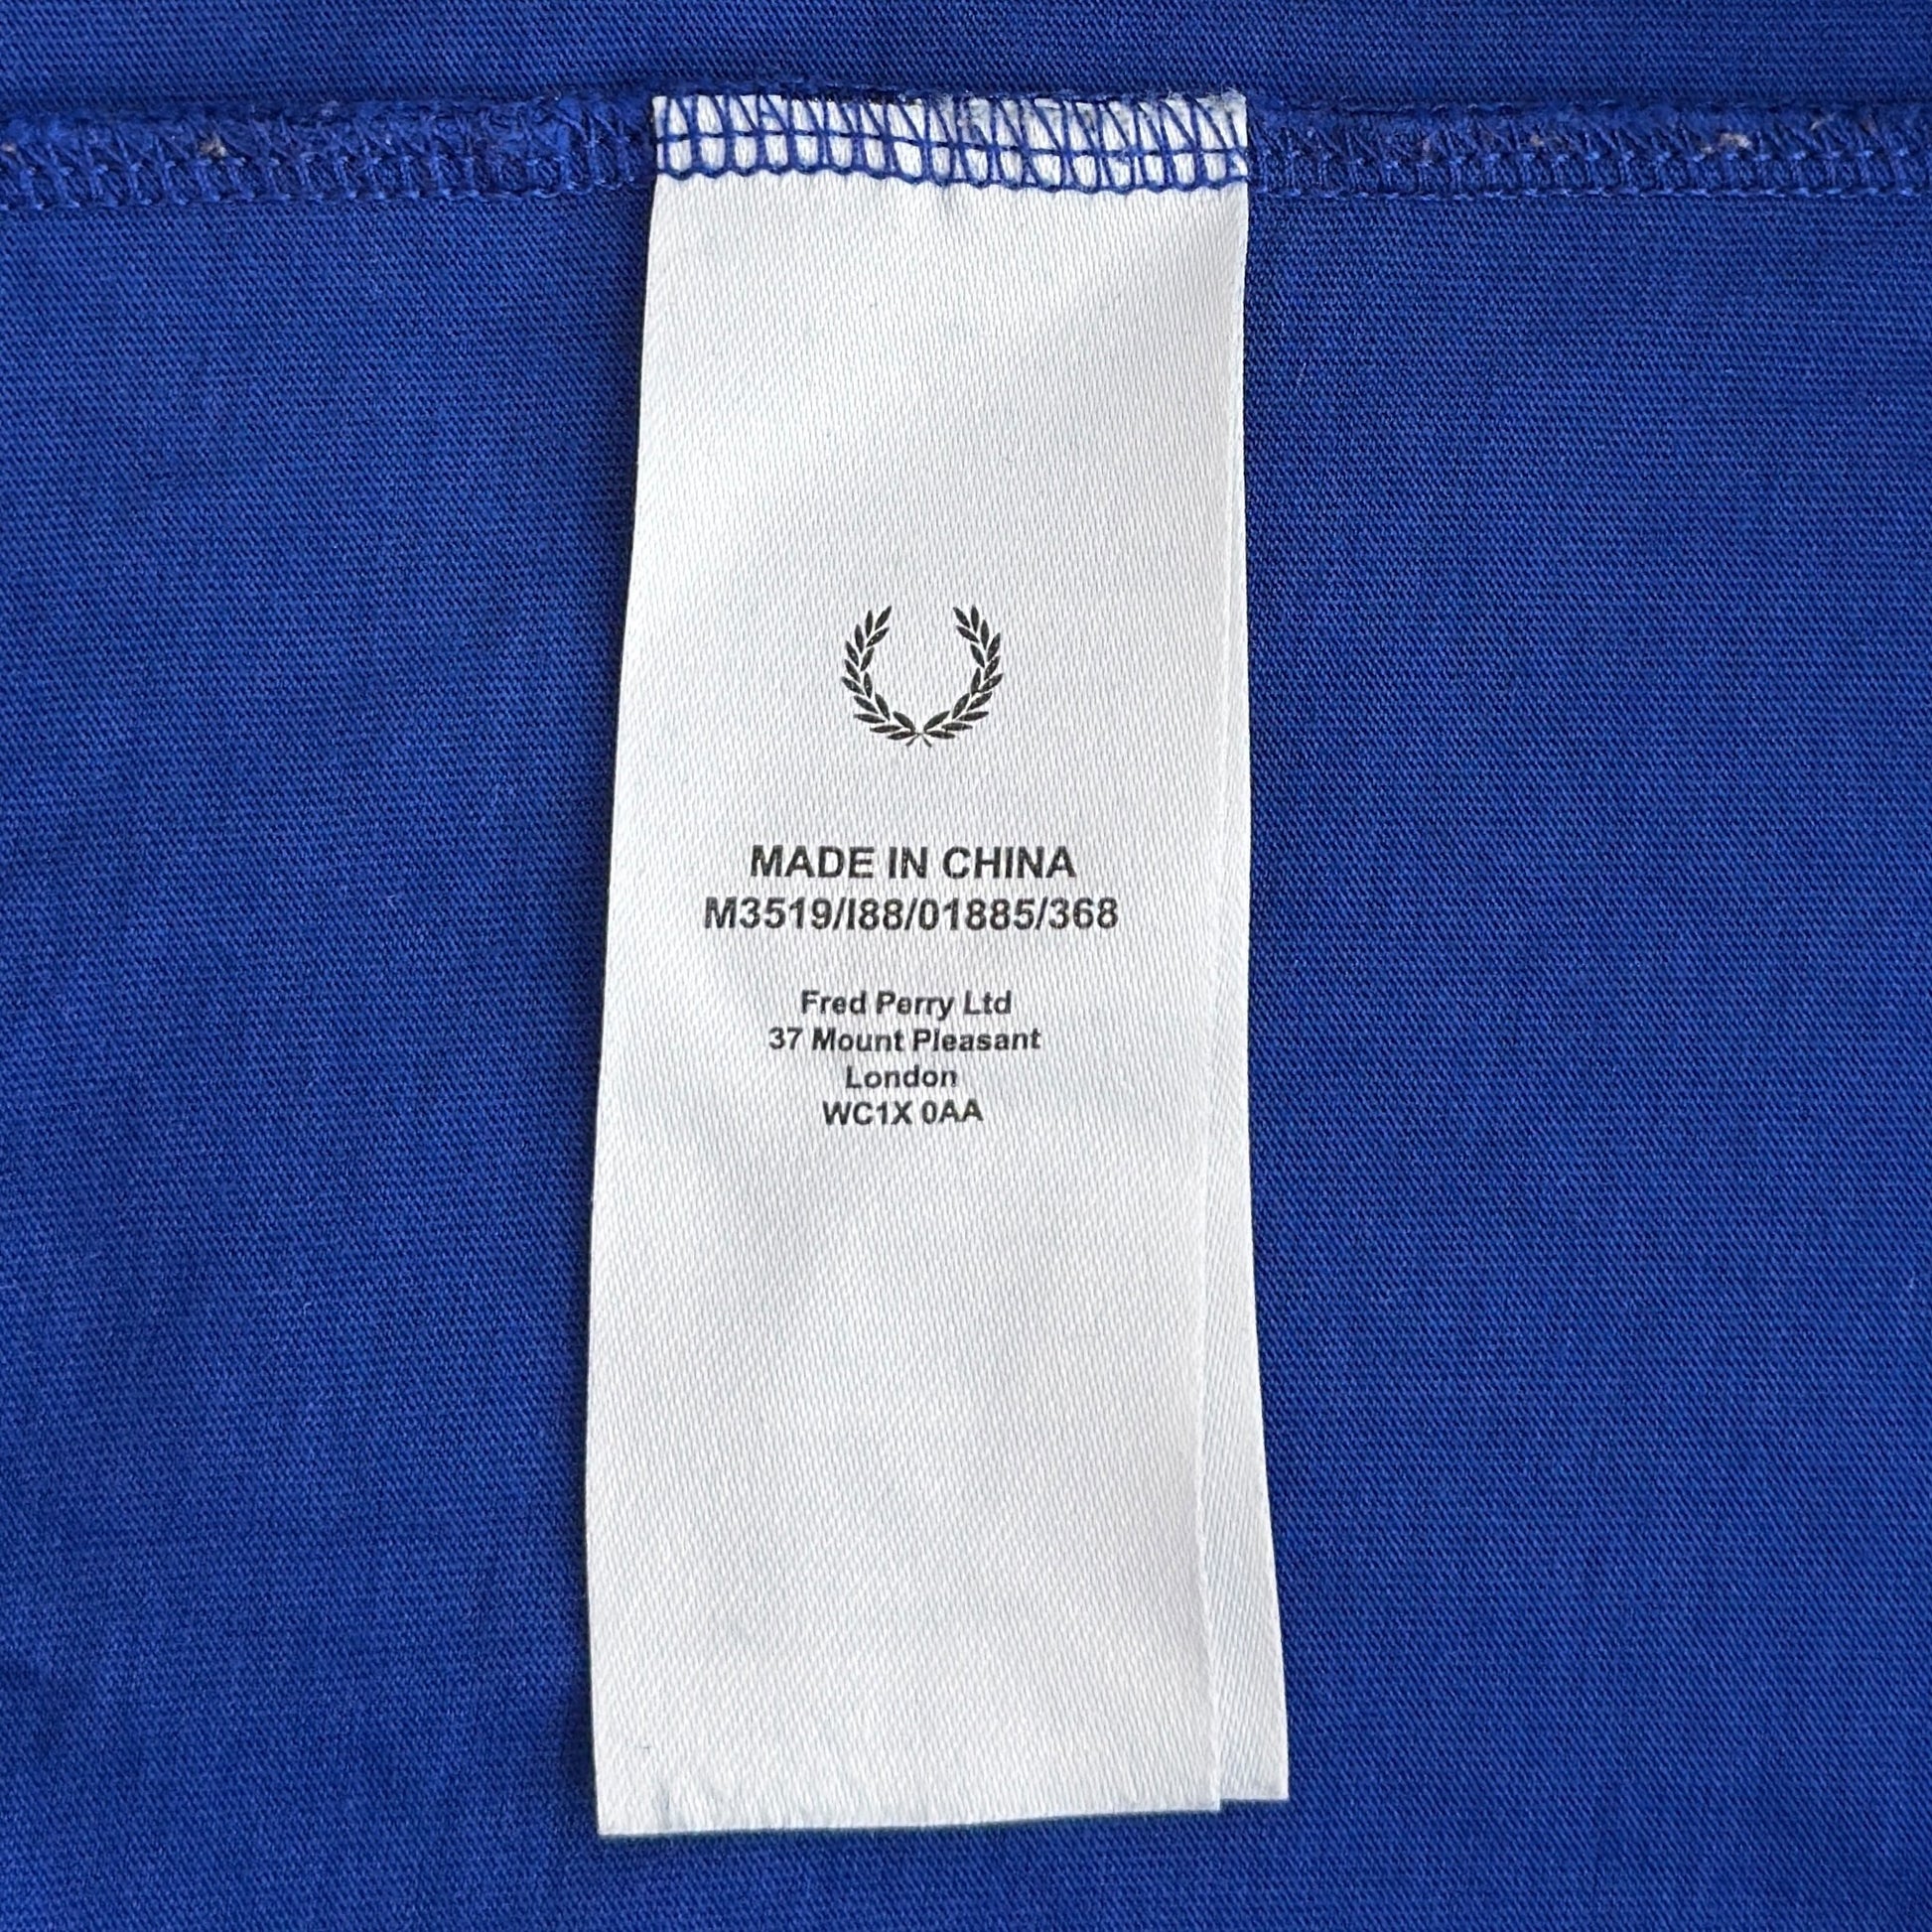 MADE IN CHINA
M3519/I88/01885/368
Fred Perry Ltd
37 Mount Pleasant
London
WC1X 0AA